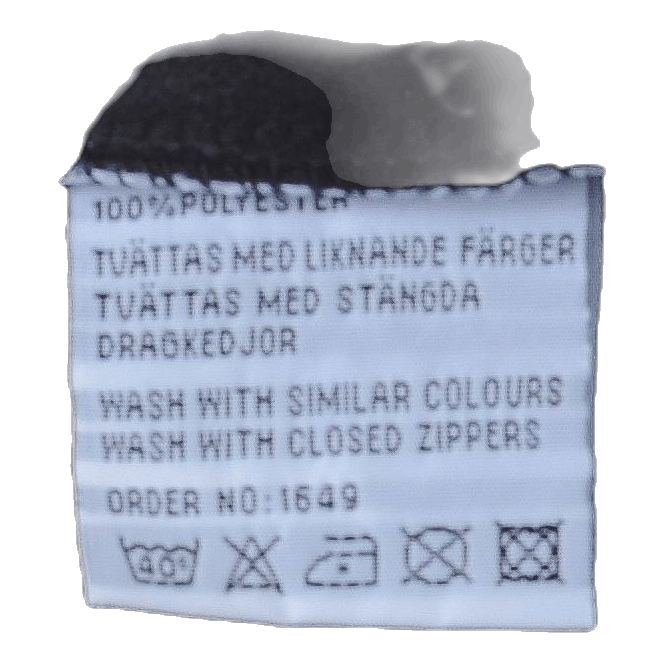 100% POLYESTER
TVÄTTAS MED LIKNANDE FÄRGER
TVÄTTAS MED STÄNGDA
DRAGKEDJOR
WASH WITH SIMILAR COLOURS
WASH WITH CLOSED ZIPPERS
ORDER NO:1649
40°